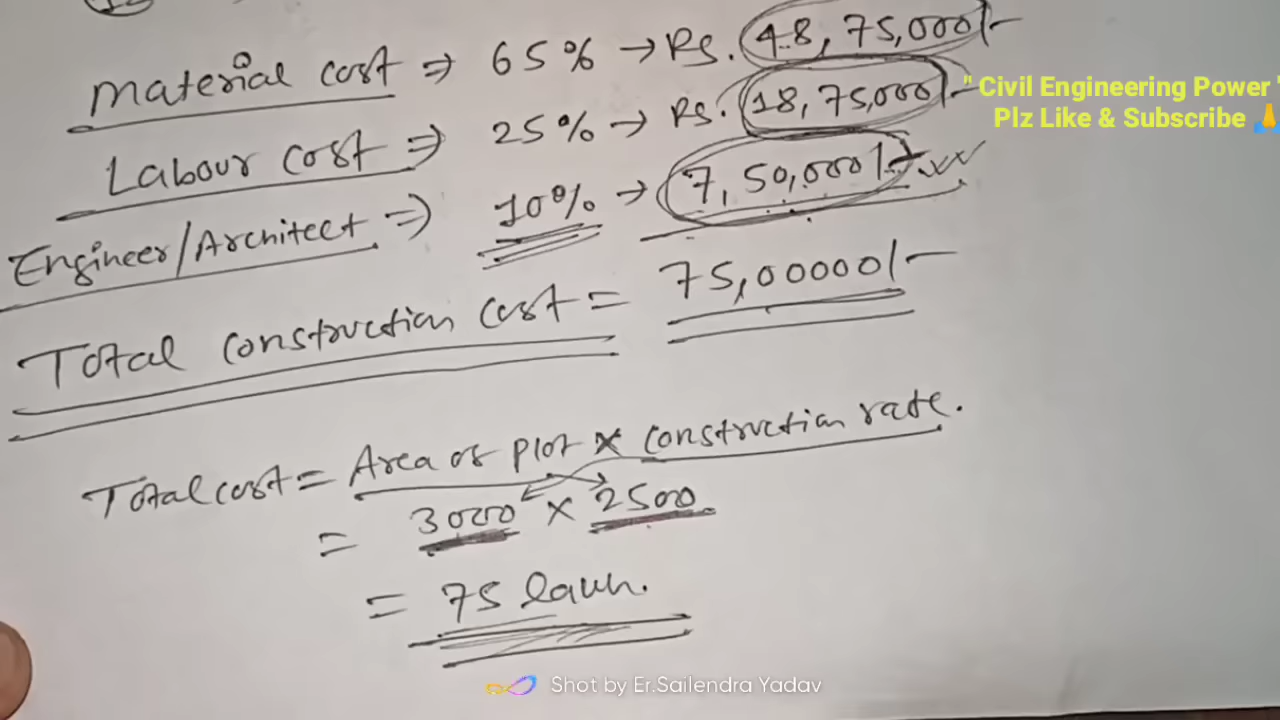 Material cost ⇒ 65% → Rs. 48,75,000/-
Labour cost ⇒ 25% → Rs. 18,75,000/-
Engineer/Architect ⇒ 10% → 7,50,000/-
Total construction cost = 75,00000/-
Total cost = Area of plot × construction rate.
= 3000 × 2500
= 75 lakh.
" Civil Engineering Power "
Plz Like & Subscribe 🙏
Shot by Er.Sailendra Yadav